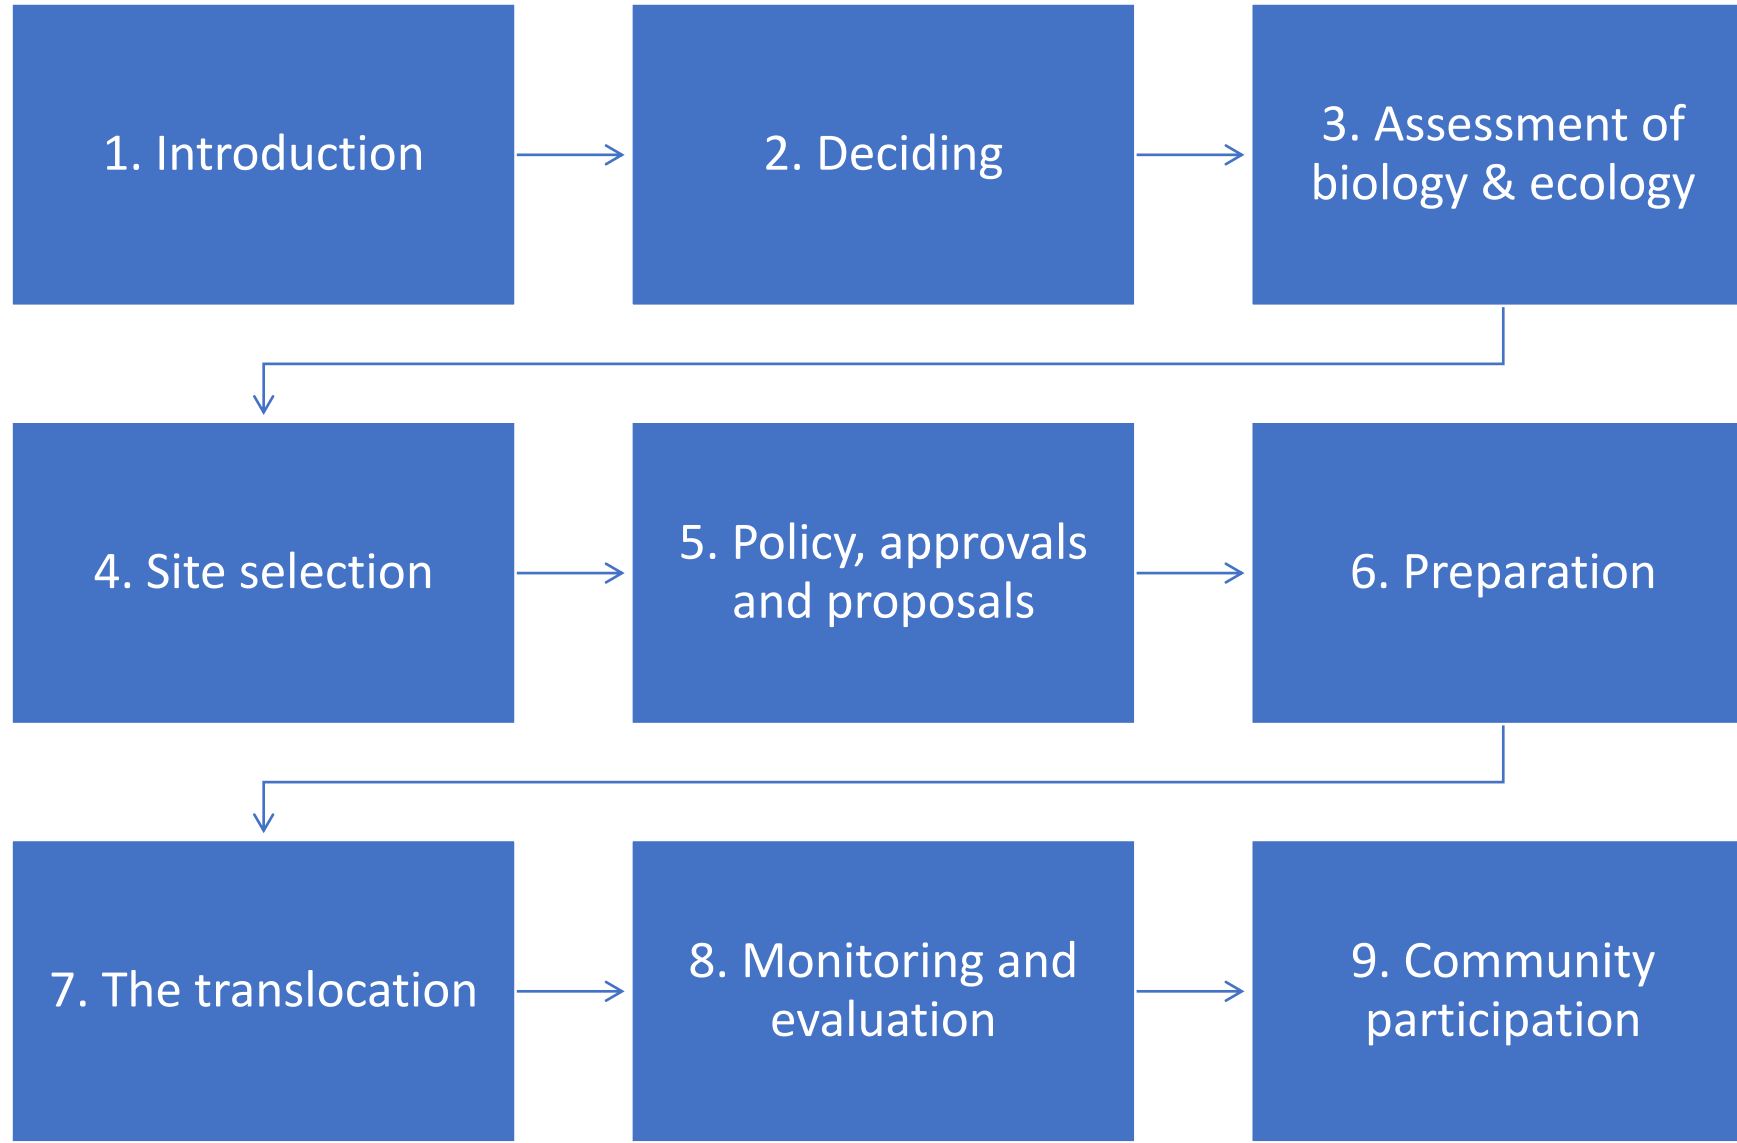 1. Introduction
2. Deciding
3. Assessment of
biology & ecology
4. Site selection
5. Policy, approvals
and proposals
6. Preparation
7. The translocation
8. Monitoring and
evaluation
9. Community
participation